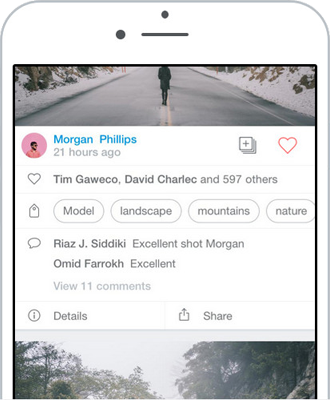 Morgan Phillips
21 hours ago
Tim Gaweco, David Charlec and 597 others
Model landscape mountains nature
Riaz J. Siddiki Excellent shot Morgan
Omid Farrokh Excellent
View 11 comments
Details Share